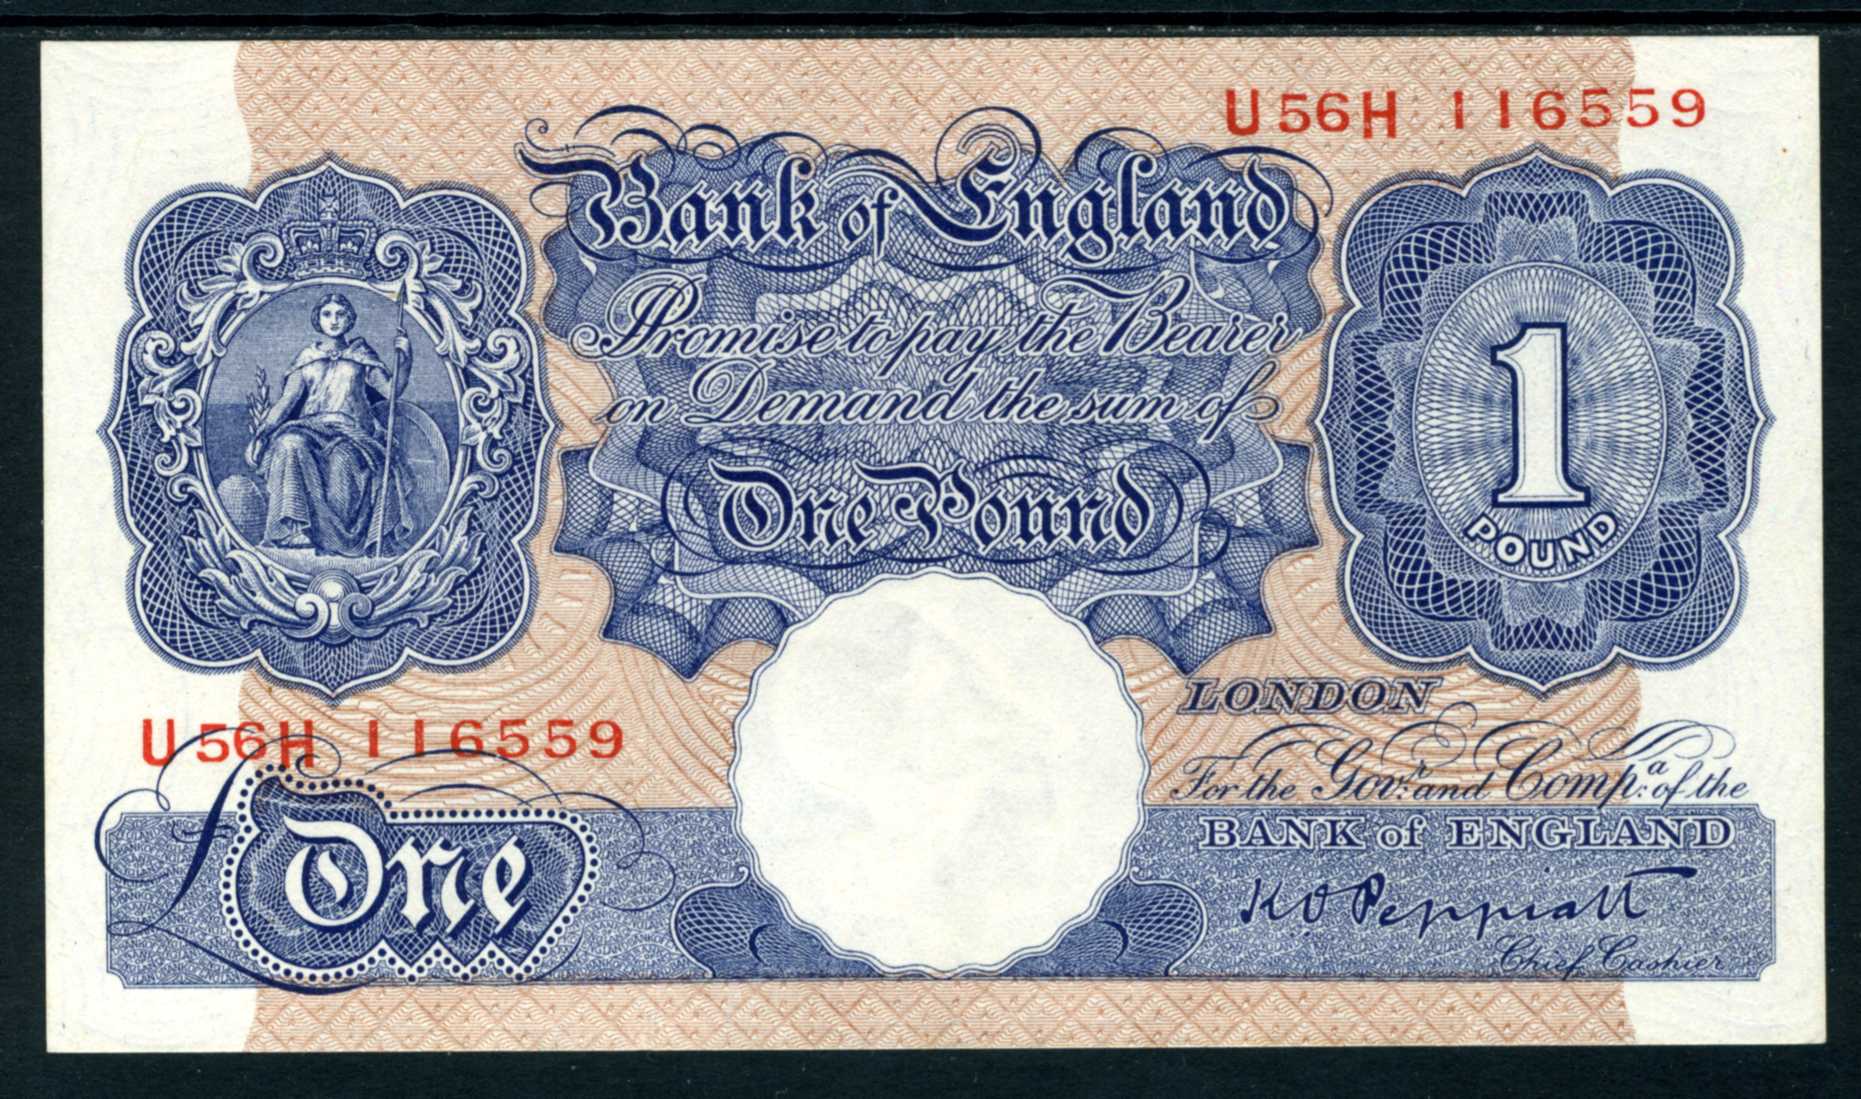 U56H 116559
Bank of England
I Promise to pay the Bearer
on Demand the sum of
One Pound
1
POUND
LONDON
U56H 116559
For the Govr. and Compa. of the
BANK of ENGLAND
£ One
K O Peppiatt
Chief Cashier